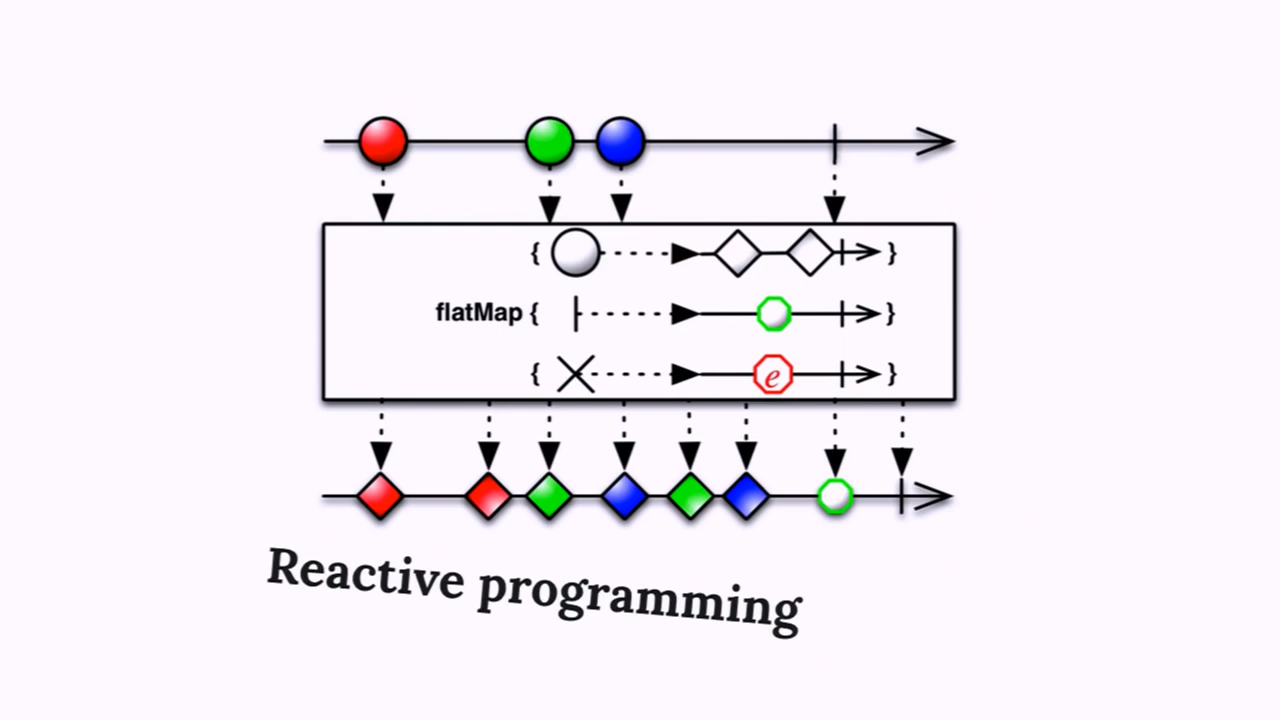 { }
flatMap { }
{ e }
Reactive programming